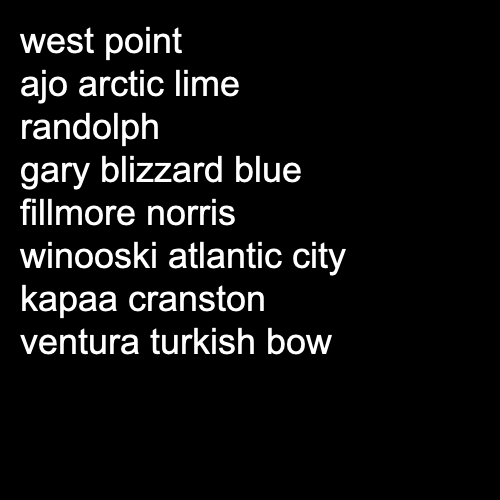 west point
ajo arctic lime
randolph
gary blizzard blue
fillmore norris
winooski atlantic city
kapaa cranston
ventura turkish bow